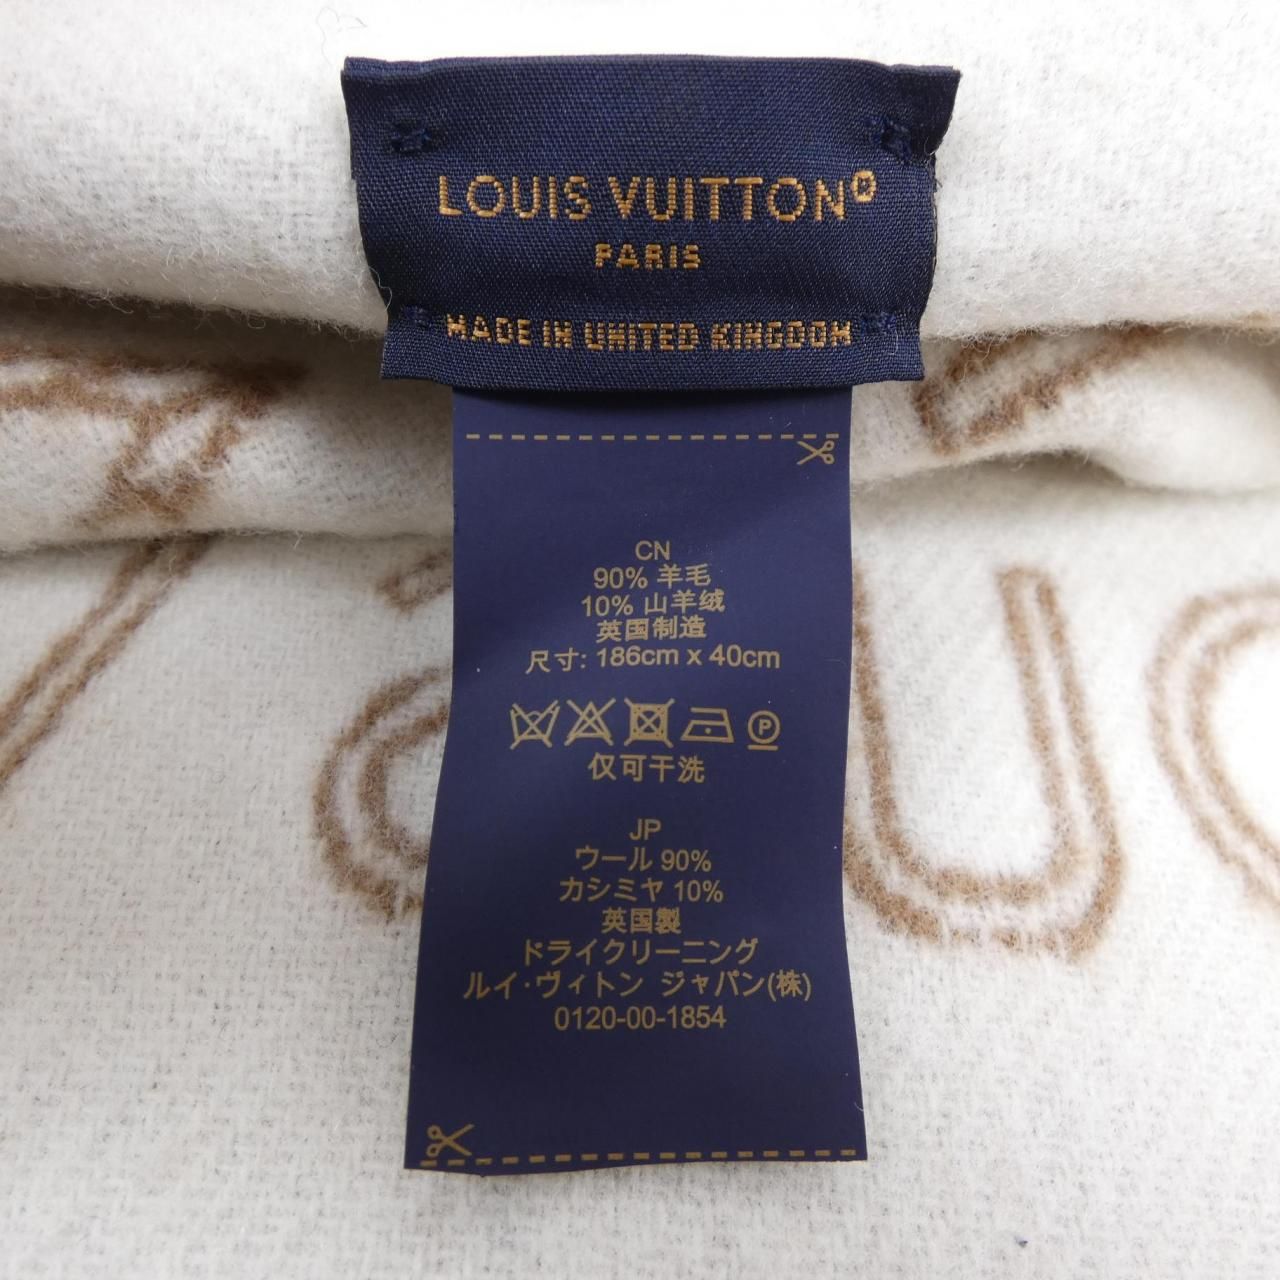 LOUIS VUITTON®
PARIS
MADE IN UNITED KINGDOM
CN
90% 羊毛
10% 山羊绒
英国制造
尺寸: 186cm x 40cm
P
仅可干洗
JP
ウール 90%
カシミヤ 10%
英国製
ドライクリーニング
ルイ·ヴィトン ジャパン(株)
0120-00-1854